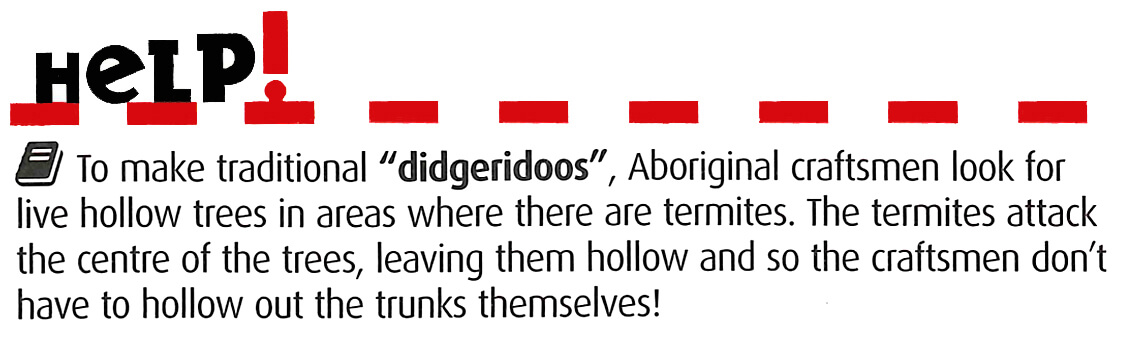 HeLP!
To make traditional “didgeridoos”, Aboriginal craftsmen look for
live hollow trees in areas where there are termites. The termites attack
the centre of the trees, leaving them hollow and so the craftsmen don’t
have to hollow out the trunks themselves!